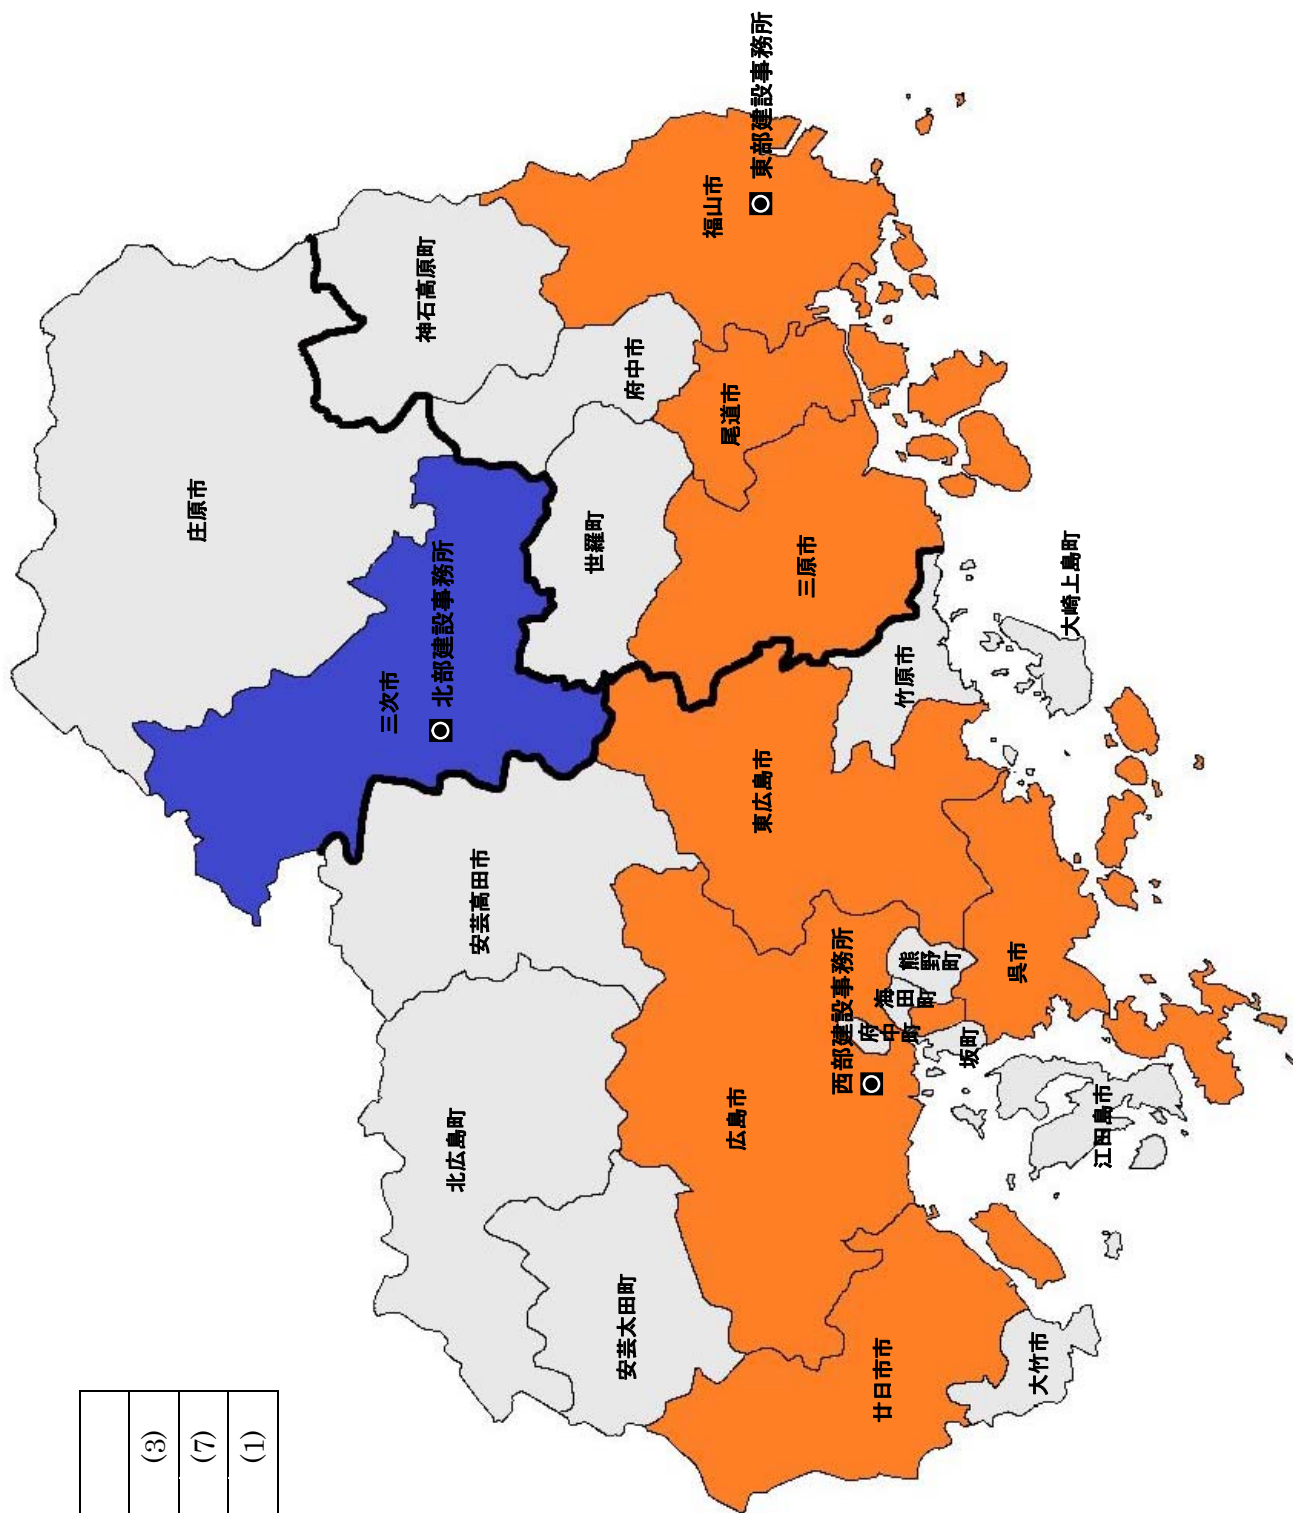 (3)
(7)
(1)
庄原市
三次市
北部建設事務所
神石高原町
府中市
世羅町
福山市
東部建設事務所
尾道市
三原市
竹原市
大崎上島町
東広島市
安芸高田市
北広島町
安芸太田町
広島市
西部建設事務所
府中町
海田町
熊野町
坂町
呉市
江田島市
廿日市市
大竹市